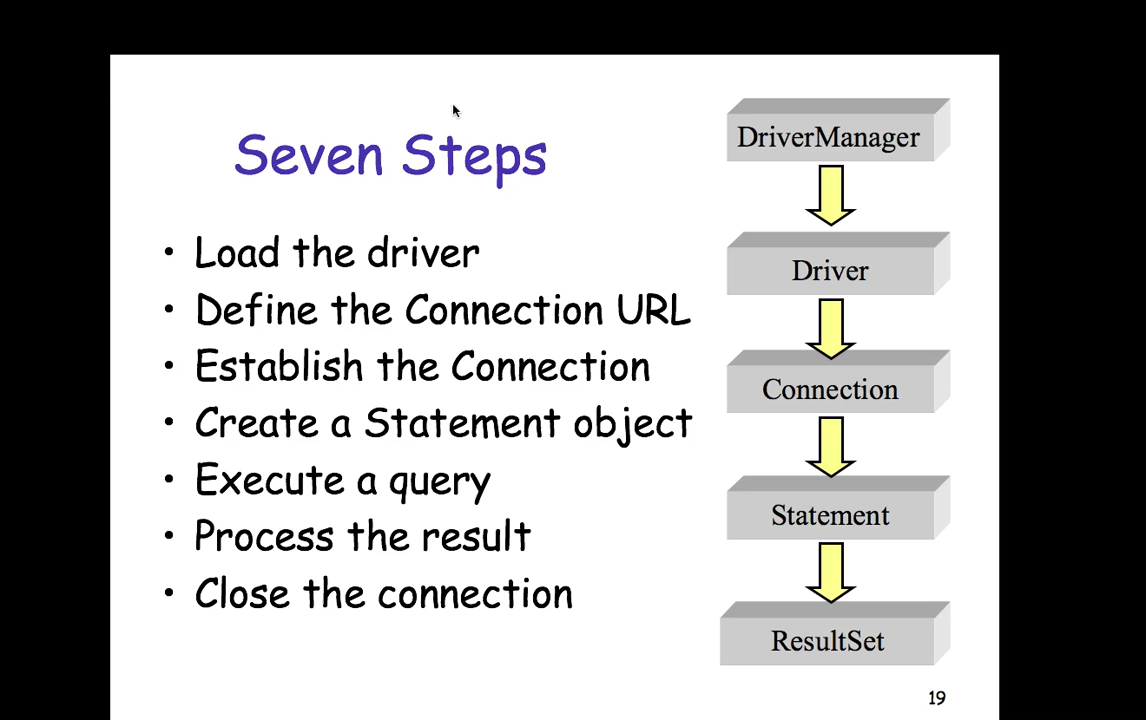 Seven Steps
• Load the driver
• Define the Connection URL
• Establish the Connection
• Create a Statement object
• Execute a query
• Process the result
• Close the connection
DriverManager
Driver
Connection
Statement
ResultSet
19